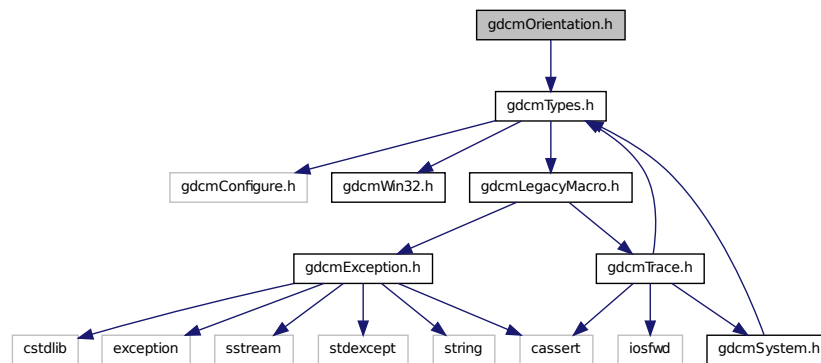 gdcmOrientation.h
gdcmTypes.h
gdcmConfigure.h
gdcmWin32.h
gdcmLegacyMacro.h
gdcmException.h
gdcmTrace.h
cstdlib
exception
sstream
stdexcept
string
cassert
iosfwd
gdcmSystem.h